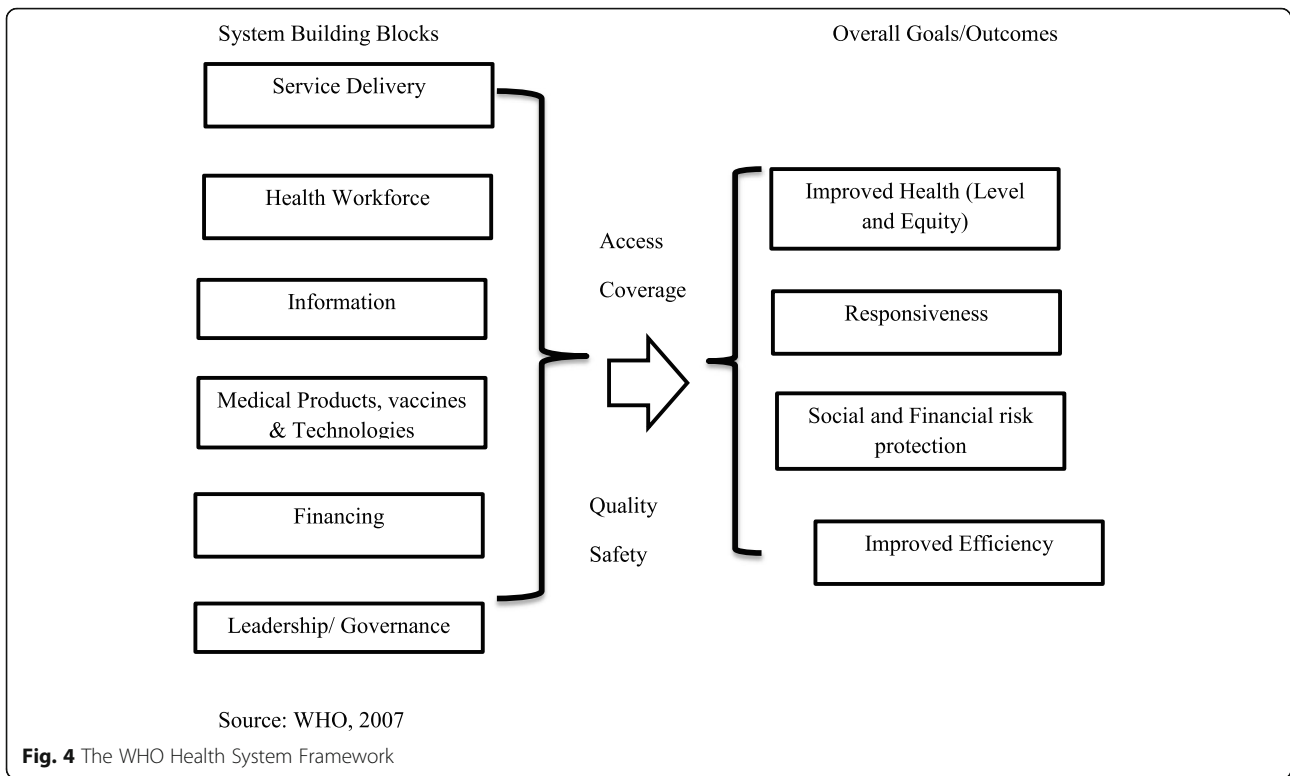 System Building Blocks
Overall Goals/Outcomes
Service Delivery
Health Workforce
Information
Medical Products, vaccines
& Technologies
Financing
Leadership/ Governance
Access
Coverage
Quality
Safety
Improved Health (Level
and Equity)
Responsiveness
Social and Financial risk
protection
Improved Efficiency
Source: WHO, 2007
Fig. 4 The WHO Health System Framework